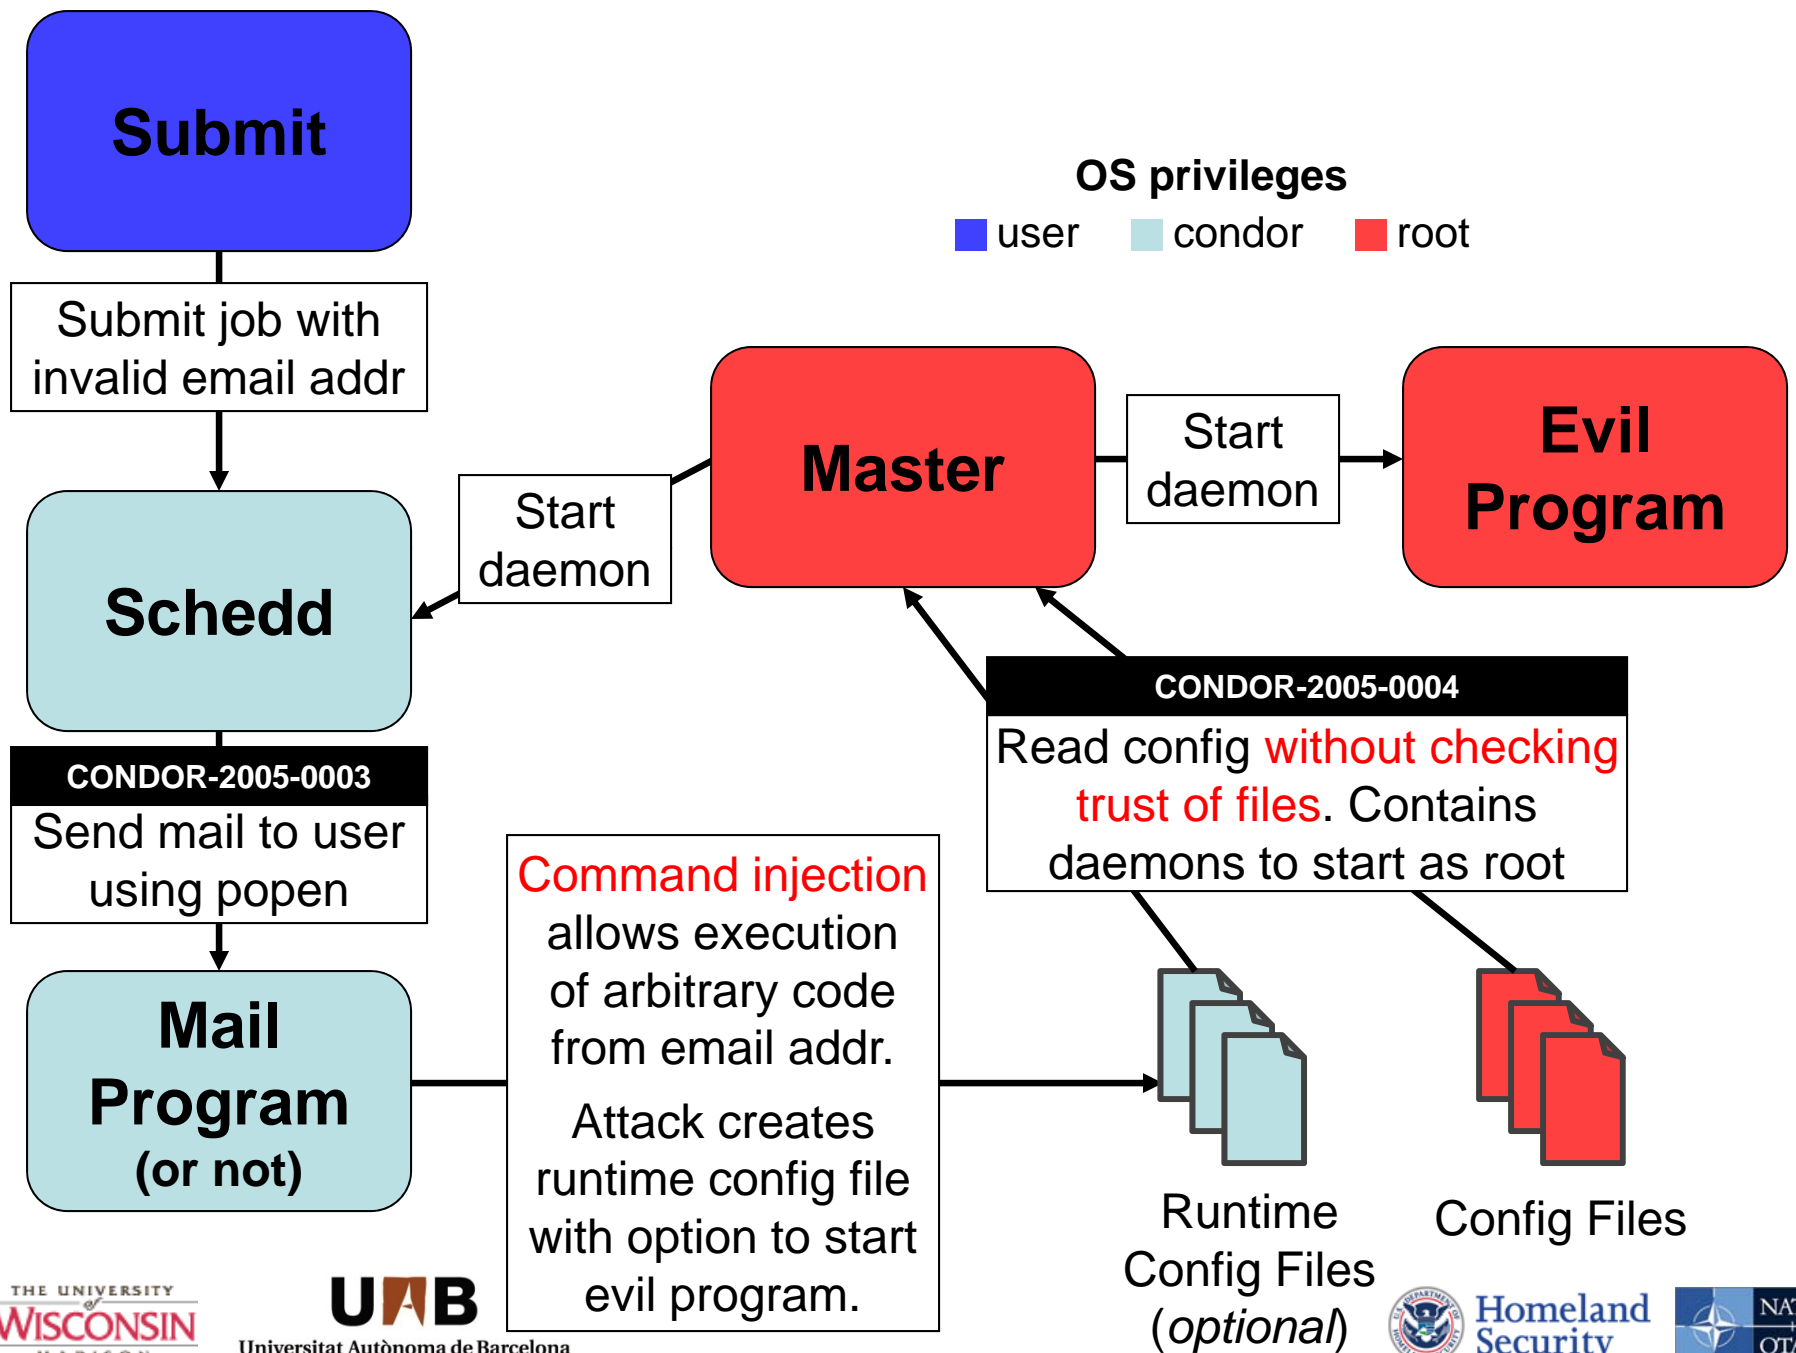 Submit
OS privileges
user
condor
root
Submit job with
invalid email addr
Master
Start
daemon
Evil
Program
Start
daemon
Schedd
CONDOR-2005-0004
Read config without checking
trust of files. Contains
daemons to start as root
CONDOR-2005-0003
Send mail to user
using popen
Command injection
allows execution
of arbitrary code
from email addr.
Attack creates
runtime config file
with option to start
evil program.
Mail
Program
(or not)
Runtime
Config Files
(optional)
Config Files
THE UNIVERSITY
of
WISCONSIN
UAB
Universitat Autònoma de Barcelona
Homeland
Security